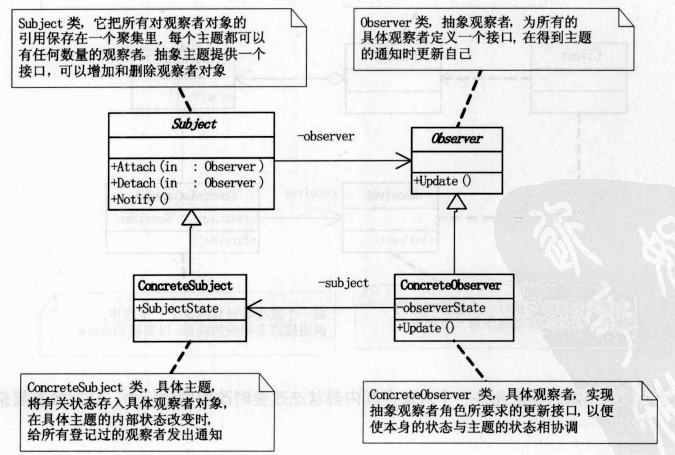 Subject 类, 它把所有对观察者对象的
引用保存在一个聚集里, 每个主题都可以
有任何数量的观察者。抽象主题提供一个
接口, 可以增加和删除观察者对象
Observer 类, 抽象观察者, 为所有的
具体观察者定义一个接口, 在得到主题
的通知时更新自己
Subject
+Attach(in : Observer)
+Detach(in : Observer)
+Notify()
-observer
Observer
+Update()
ConcreteSubject
+SubjectState
-subject
ConcreteObserver
-observerState
+Update()
ConcreteSubject 类, 具体主题,
将有关状态存入具体观察者对象,
在具体主题的内部状态改变时,
给所有登记过的观察者发出通知
ConcreteObserver 类, 具体观察者, 实现
抽象观察者角色所要求的更新接口, 以便
使本身的状态与主题的状态相协调